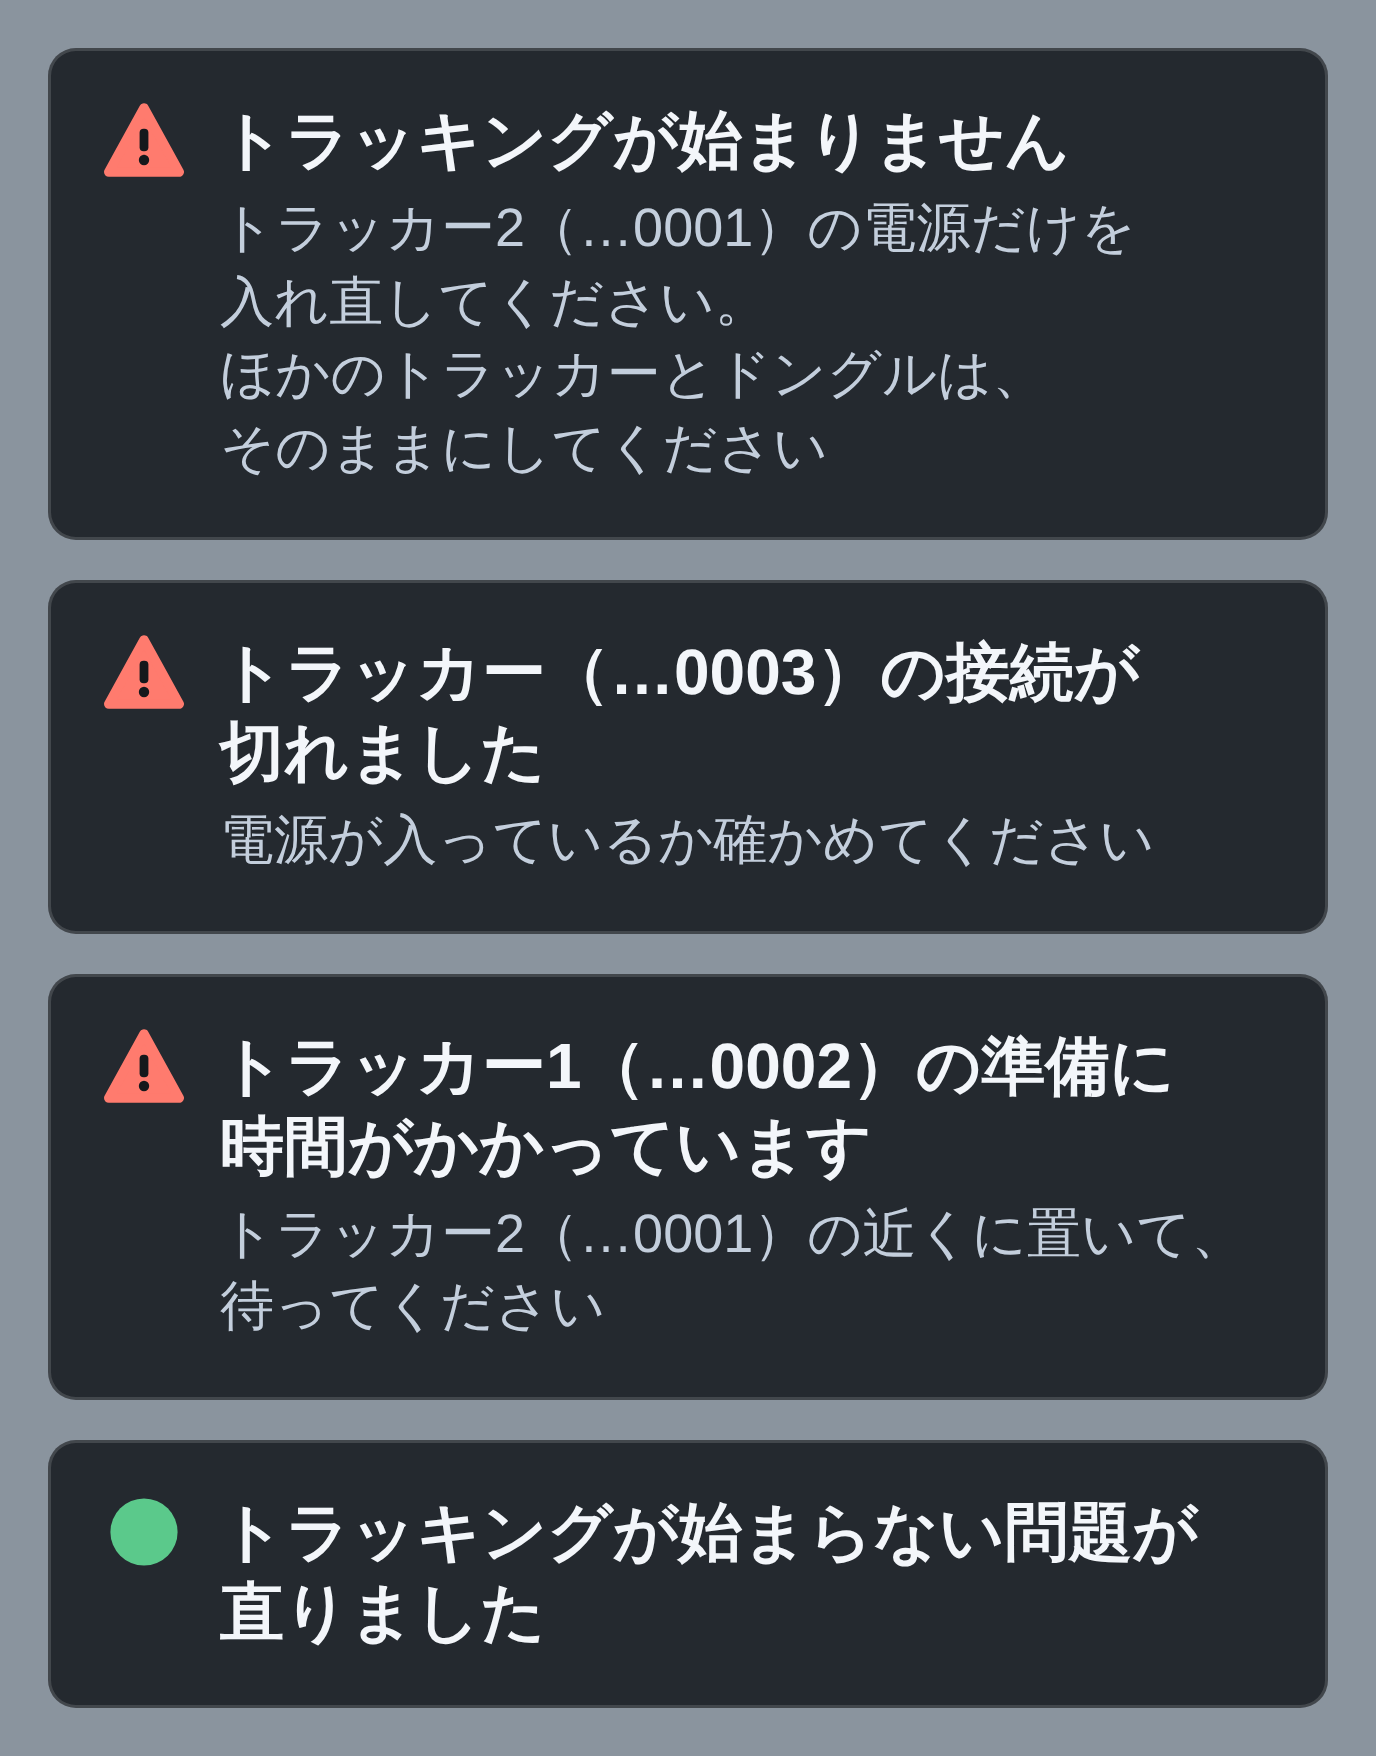 トラッキングが始まりません
トラッカー2（…0001）の電源だけを
入れ直してください。
ほかのトラッカーとドングルは、
そのままにしてください
トラッカー（…0003）の接続が
切れました
電源が入っているか確かめてください
トラッカー1（…0002）の準備に
時間がかかっています
トラッカー2（…0001）の近くに置いて、
待ってください
トラッキングが始まらない問題が
直りました